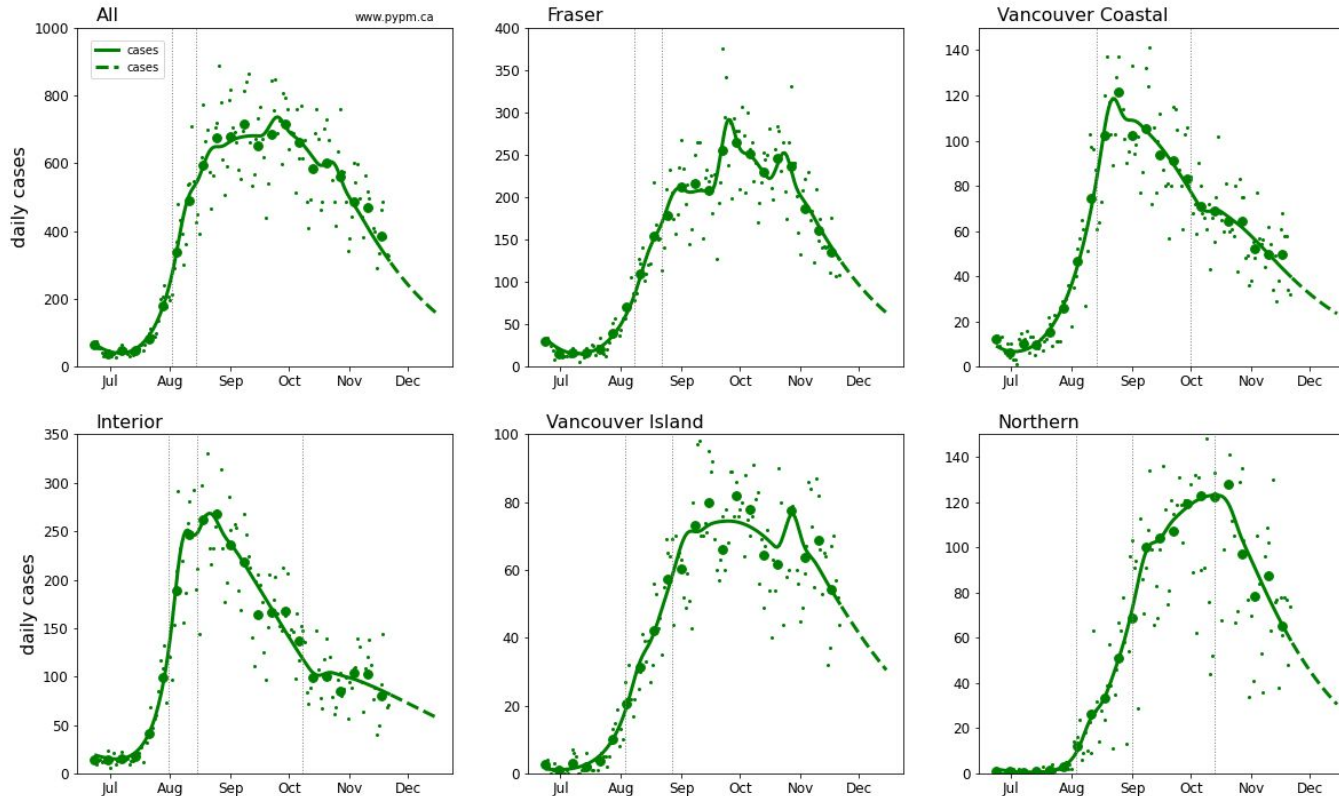 All
www.pypm.ca
Fraser
Vancouver Coastal
daily cases
1000
800
600
400
200
0
cases
cases
Jul Aug Sep Oct Nov Dec
400
350
300
250
200
150
100
50
0
Jul Aug Sep Oct Nov Dec
140
120
100
80
60
40
20
0
Jul Aug Sep Oct Nov Dec
Interior
Vancouver Island
Northern
daily cases
350
300
250
200
150
100
50
0
Jul Aug Sep Oct Nov Dec
100
80
60
40
20
0
Jul Aug Sep Oct Nov Dec
140
120
100
80
60
40
20
0
Jul Aug Sep Oct Nov Dec